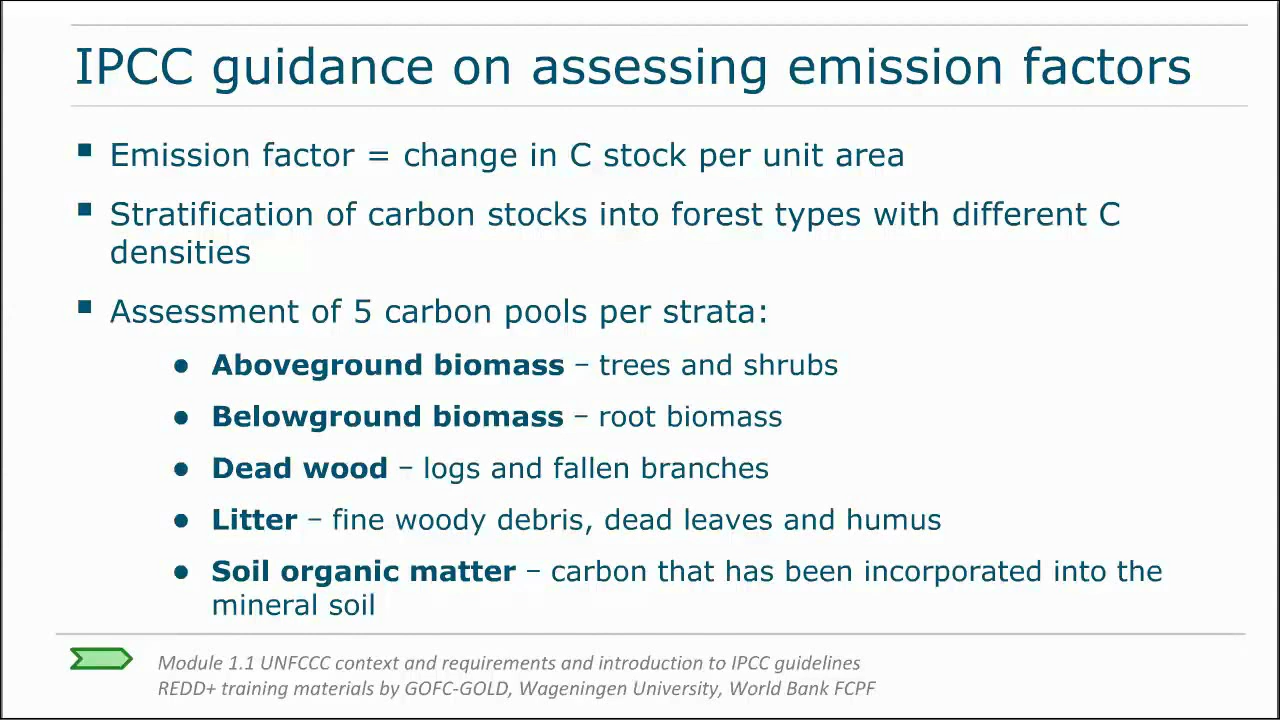 IPCC guidance on assessing emission factors
▪ Emission factor = change in C stock per unit area
▪ Stratification of carbon stocks into forest types with different C
densities
▪ Assessment of 5 carbon pools per strata:
● Aboveground biomass – trees and shrubs
● Belowground biomass – root biomass
● Dead wood – logs and fallen branches
● Litter – fine woody debris, dead leaves and humus
● Soil organic matter – carbon that has been incorporated into the
mineral soil
Module 1.1 UNFCCC context and requirements and introduction to IPCC guidelines
REDD+ training materials by GOFC-GOLD, Wageningen University, World Bank FCPF